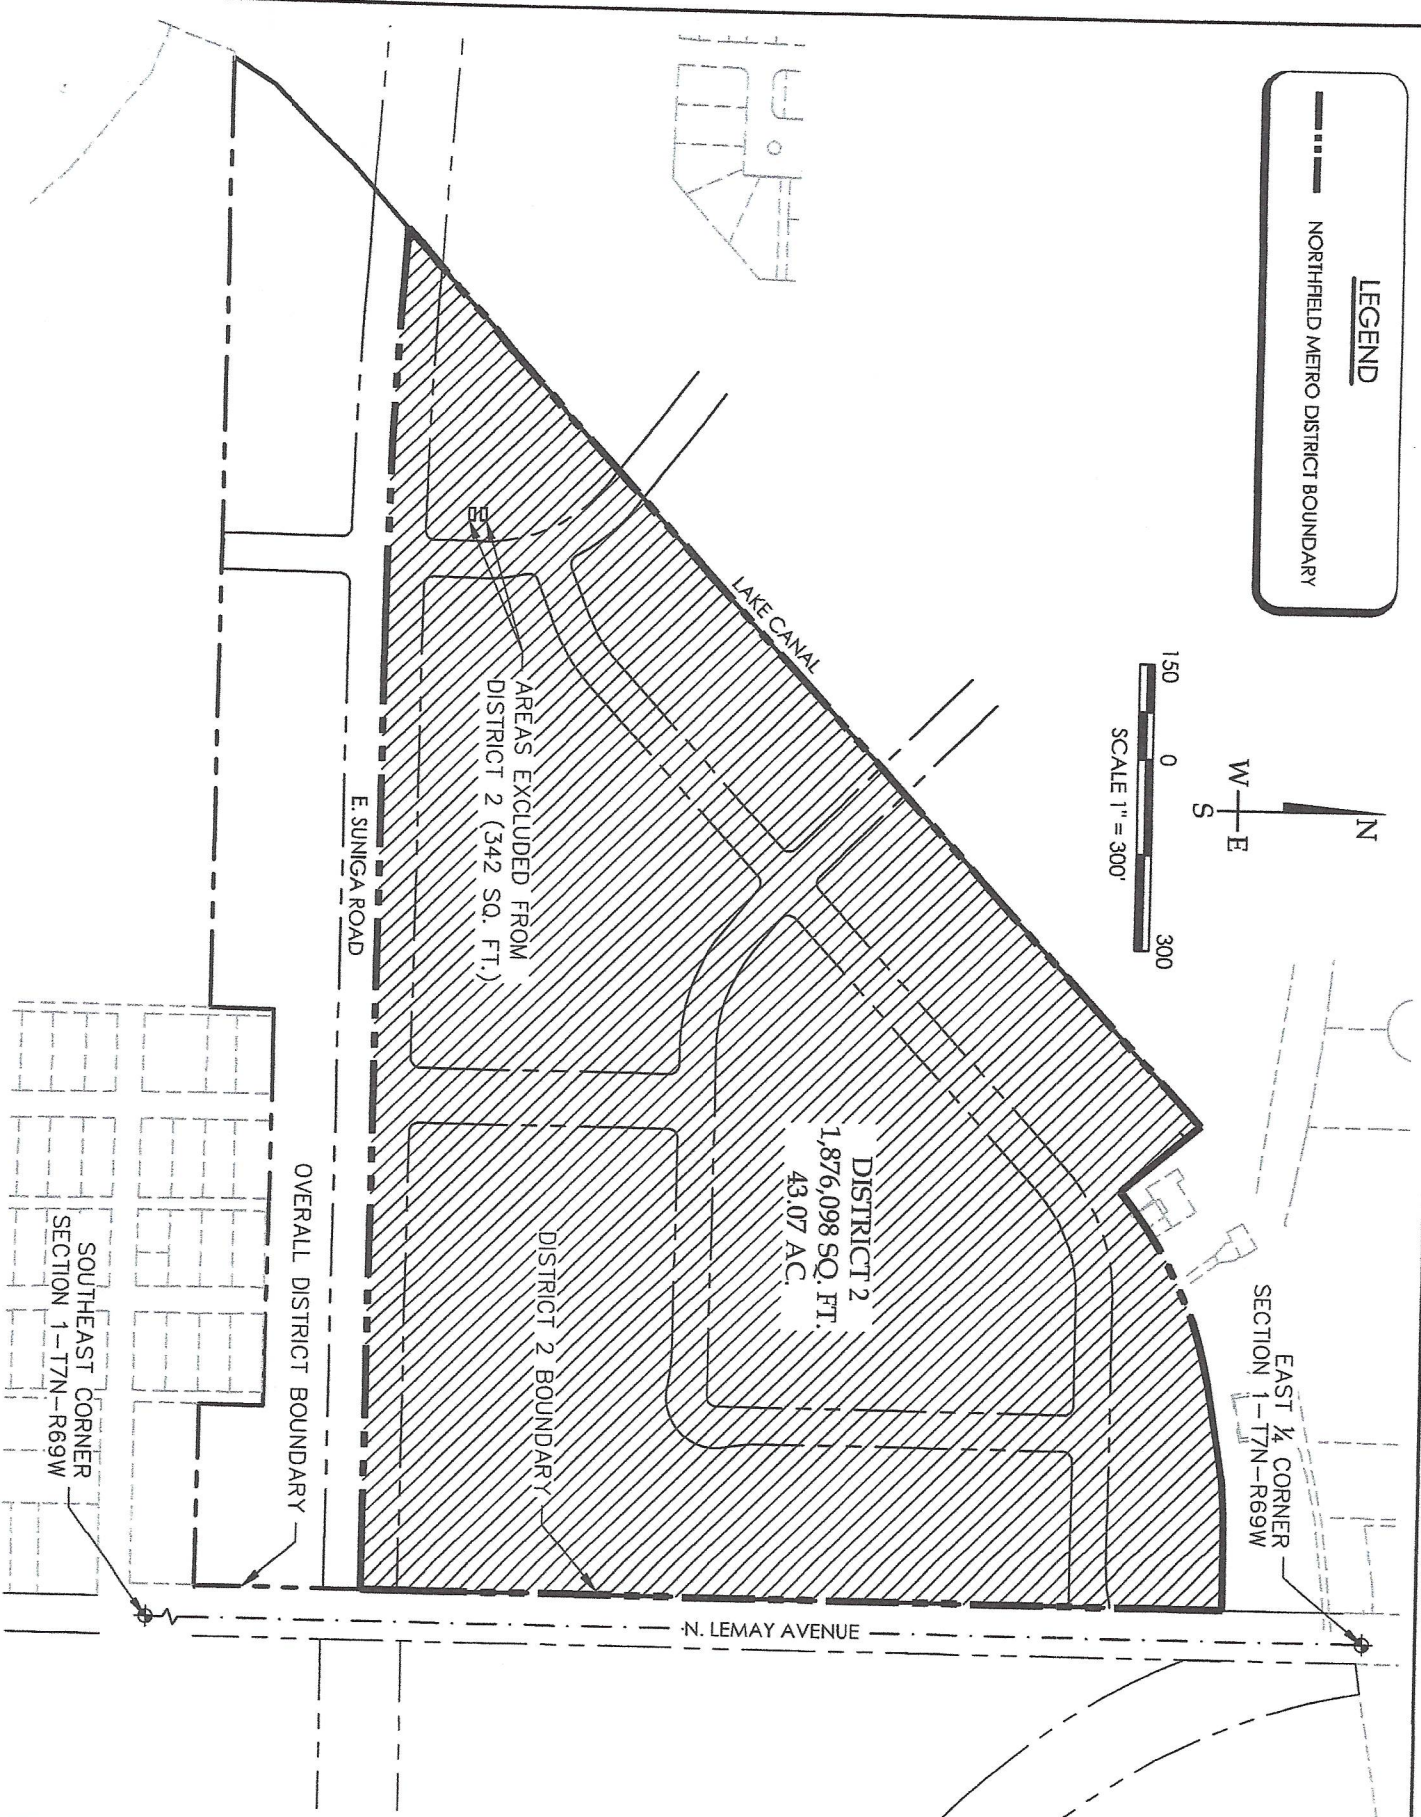 LEGEND
NORTHFIELD METRO DISTRICT BOUNDARY
N
W E
S
150 0 300
SCALE 1" = 300'
EAST ¼ CORNER
SECTION 1-T7N-R69W
LAKE CANAL
DISTRICT 2
1,876,098 SQ. FT.
43.07 AC.
AREAS EXCLUDED FROM
DISTRICT 2 (342 SQ. FT.)
DISTRICT 2 BOUNDARY
N. LEMAY AVENUE
E. SUNIGA ROAD
OVERALL DISTRICT BOUNDARY
SOUTHEAST CORNER
SECTION 1-T7N-R69W